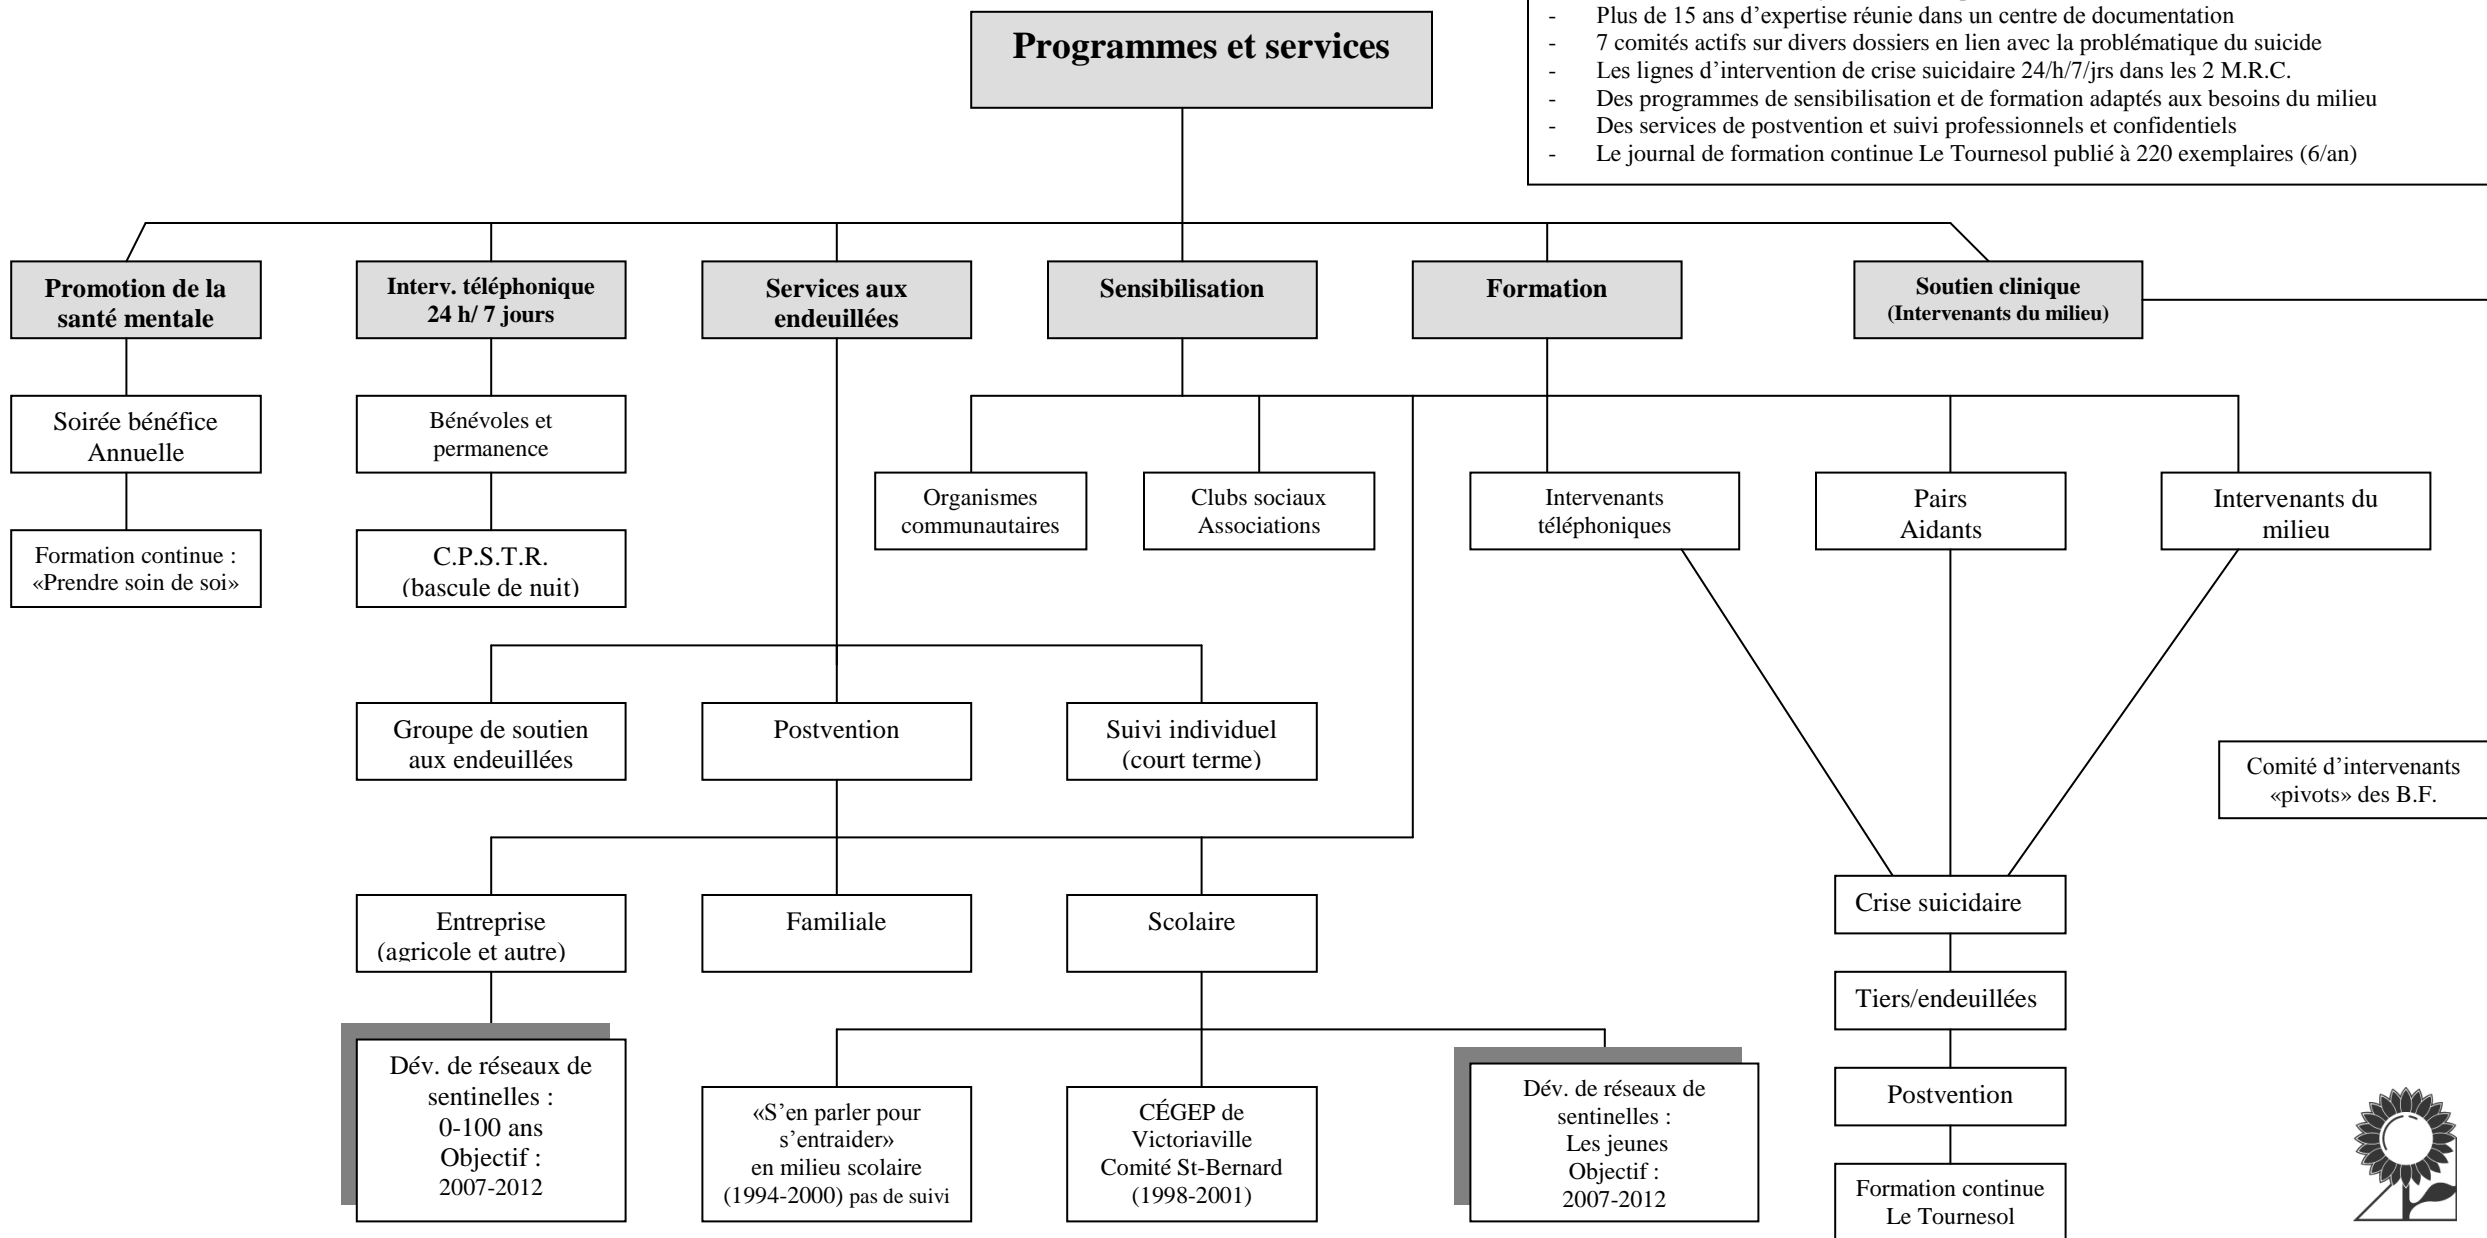 Programmes et services
- Plus de 15 ans d’expertise réunie dans un centre de documentation
- 7 comités actifs sur divers dossiers en lien avec la problématique du suicide
- Les lignes d’intervention de crise suicidaire 24/h/7/jrs dans les 2 M.R.C.
- Des programmes de sensibilisation et de formation adaptés aux besoins du milieu
- Des services de postvention et suivi professionnels et confidentiels
- Le journal de formation continue Le Tournesol publié à 220 exemplaires (6/an)
Promotion de la
santé mentale
Interv. téléphonique
24 h/ 7 jours
Services aux
endeuillées
Sensibilisation
Formation
Soutien clinique
(Intervenants du milieu)
Soirée bénéfice
Annuelle
Bénévoles et
permanence
Organismes
communautaires
Clubs sociaux
Associations
Intervenants
téléphoniques
Pairs
Aidants
Intervenants du
milieu
Formation continue :
«Prendre soin de soi»
C.P.S.T.R.
(bascule de nuit)
Groupe de soutien
aux endeuillées
Postvention
Suivi individuel
(court terme)
Comité d’intervenants
«pivots» des B.F.
Entreprise
(agricole et autre)
Familiale
Scolaire
Crise suicidaire
Tiers/endeuillées
Postvention
Formation continue
Le Tournesol
Dév. de réseaux de
sentinelles :
0-100 ans
Objectif :
2007-2012
«S’en parler pour
s’entraider»
en milieu scolaire
(1994-2000) pas de suivi
CÉGEP de
Victoriaville
Comité St-Bernard
(1998-2001)
Dév. de réseaux de
sentinelles :
Les jeunes
Objectif :
2007-2012